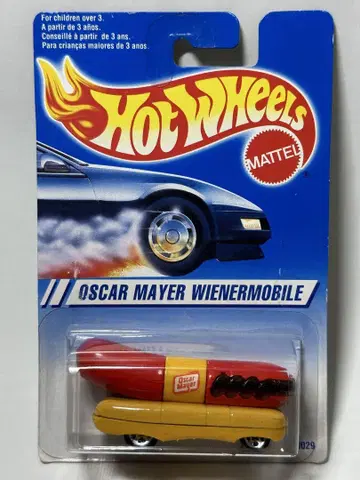 For children over 3.
A partir de 3 años.
Conseillé à partir de 3 ans.
Para crianças maiores de 3 anos.
HOT WHEELS
MATTEL
OSCAR MAYER WIENERMOBILE
Oscar
Mayer